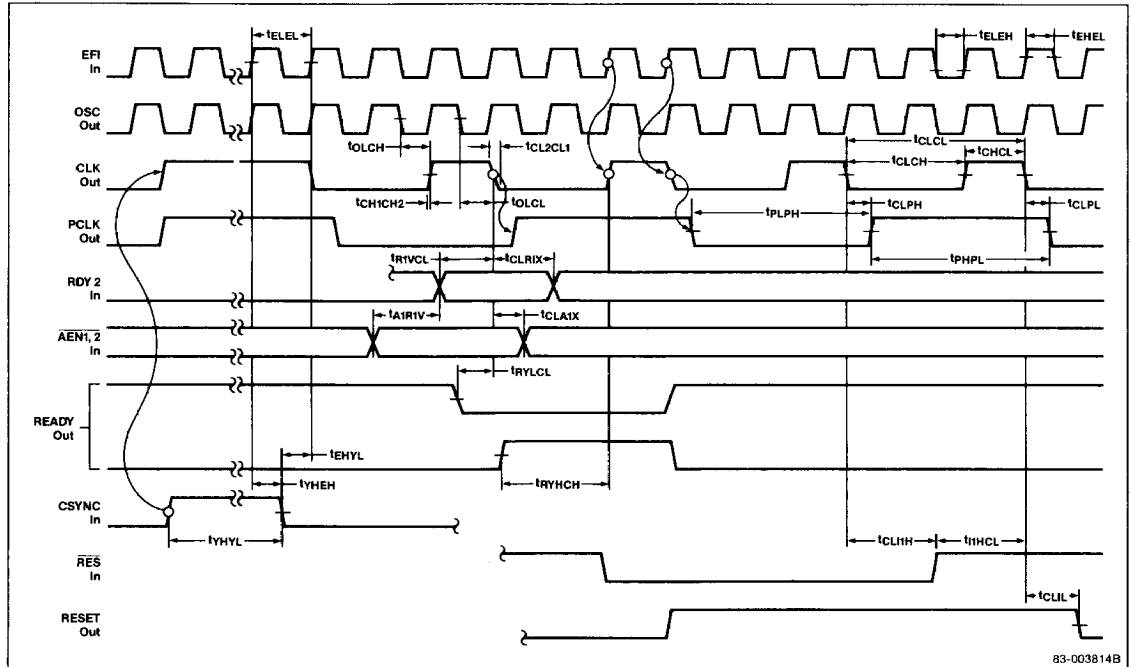 EFI
In
tELEL
tELEH
tEHEL
OSC
Out
tOLCH
tCL2CL1
tCLCL
tCHCL
CLK
Out
tCLCH
tCH1CH2
tOLCL
tCLPH
tCLPL
PCLK
Out
tPLPH
tPHPL
tR1VCL
tCLRIX
RDY 2
In
tA1R1V
tCLA1X
AEN1, 2
In
tRYLCL
READY
Out
tEHYL
tYHEH
tRYHCH
CSYNC
In
tYHYL
tCLI1H
tI1HCL
RES
In
tCLIL
RESET
Out
83-003814B